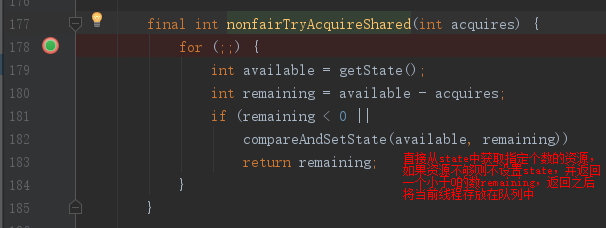 177 final int nonfairTryAcquireShared(int acquires) {
178 for (;;) {
179 int available = getState();
180 int remaining = available - acquires;
181 if (remaining < 0 ||
182 compareAndSetState(available, remaining))
183 return remaining;
184 }
185 }
直接从state中获取指定个数的资源，
如果资源不够则不设置state，并返回
一个小于0的数remaining，返回之后
将当前线程存放在队列中